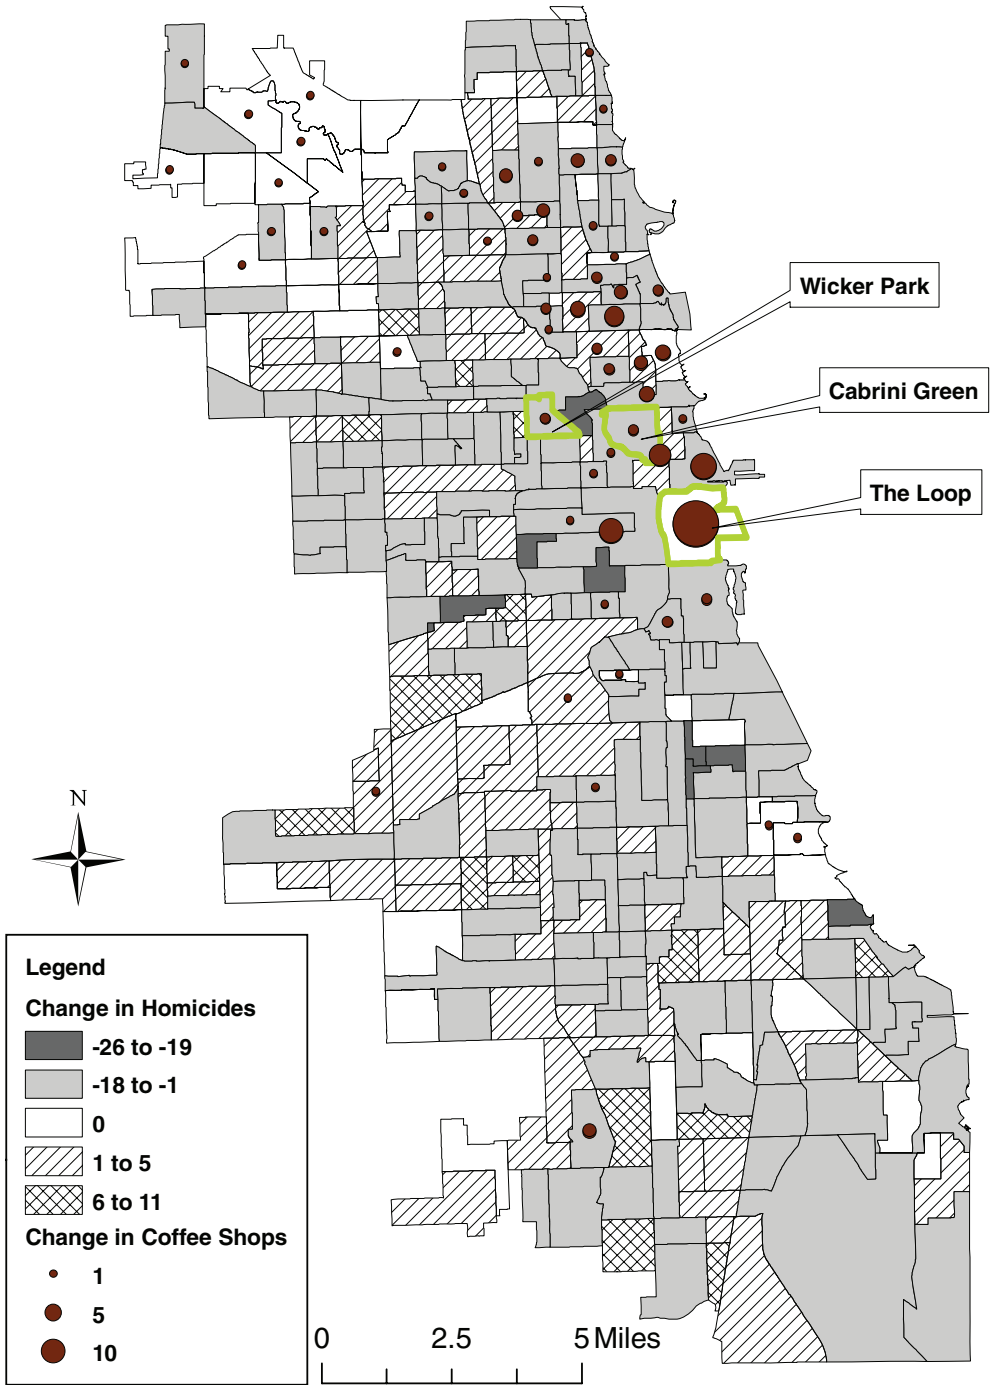 Wicker Park
Cabrini Green
The Loop
N
Legend
Change in Homicides
-26 to -19
-18 to -1
0
1 to 5
6 to 11
Change in Coffee Shops
1
5
10
0 2.5 5 Miles